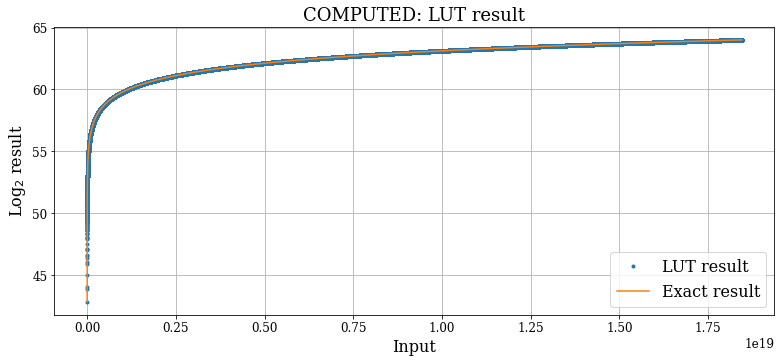 COMPUTED: LUT result
Log₂ result
65
60
55
50
45
LUT result
Exact result
0.00 0.25 0.50 0.75 1.00 1.25 1.50 1.75
1e19
Input